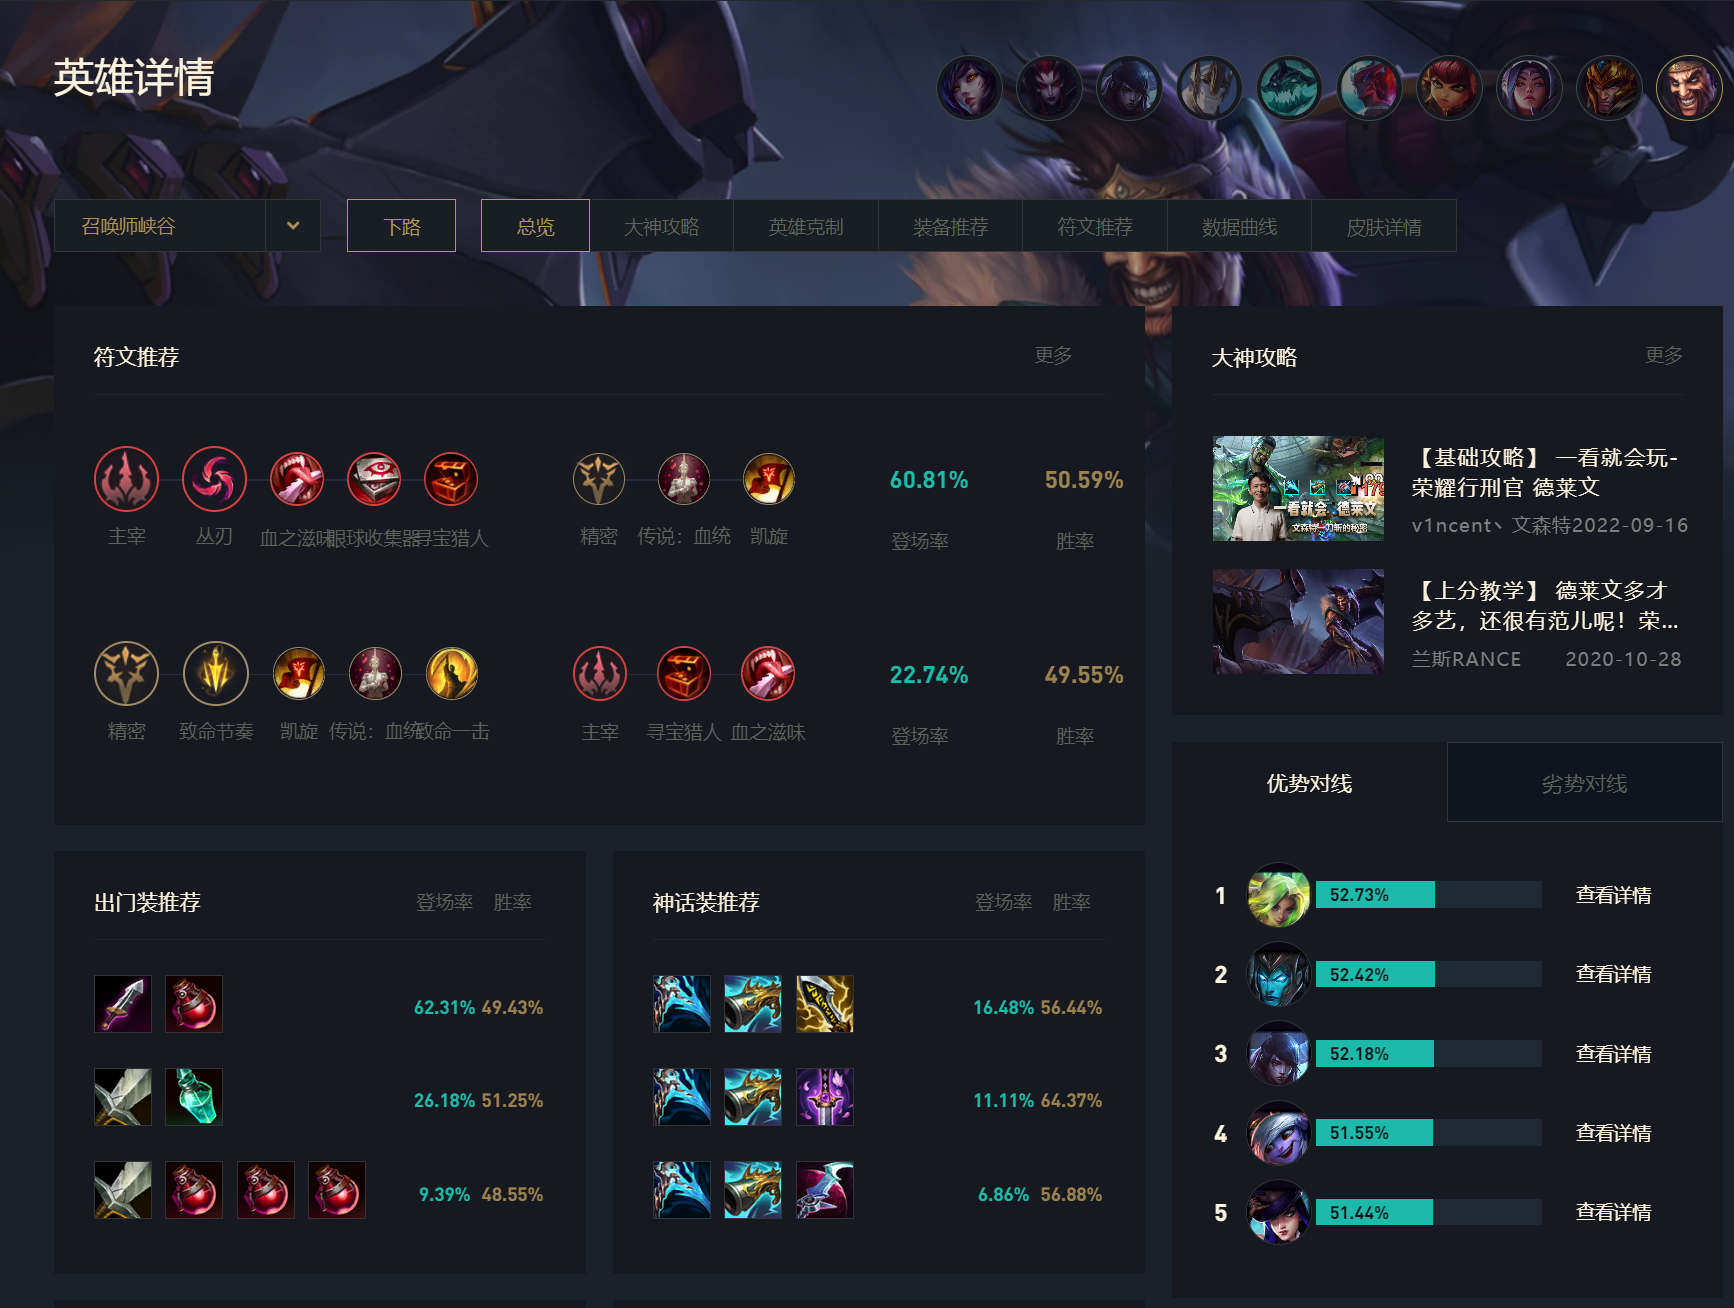 英雄详情
召唤师峡谷
下路
总览
大神攻略
英雄克制
装备推荐
符文推荐
数据曲线
皮肤详情
符文推荐
更多
主宰
丛刃
血之滋味
眼球收集器
寻宝猎人
精密
传说：血统
凯旋
60.81%
登场率
50.59%
胜率
精密
致命节奏
凯旋
传说：血统
致命一击
主宰
寻宝猎人
血之滋味
22.74%
登场率
49.55%
胜率
大神攻略
更多
一看就会 德莱文
【基础攻略】 一看就会玩-
荣耀行刑官 德莱文
v1ncent丶文森特2022-09-16
【上分教学】 德莱文多才
多艺，还很有范儿呢！荣...
兰斯RANCE 2020-10-28
出门装推荐 登场率 胜率
62.31% 49.43%
26.18% 51.25%
9.39% 48.55%
神话装推荐 登场率 胜率
16.48% 56.44%
11.11% 64.37%
6.86% 56.88%
优势对线
劣势对线
1 52.73% 查看详情
2 52.42% 查看详情
3 52.18% 查看详情
4 51.55% 查看详情
5 51.44% 查看详情